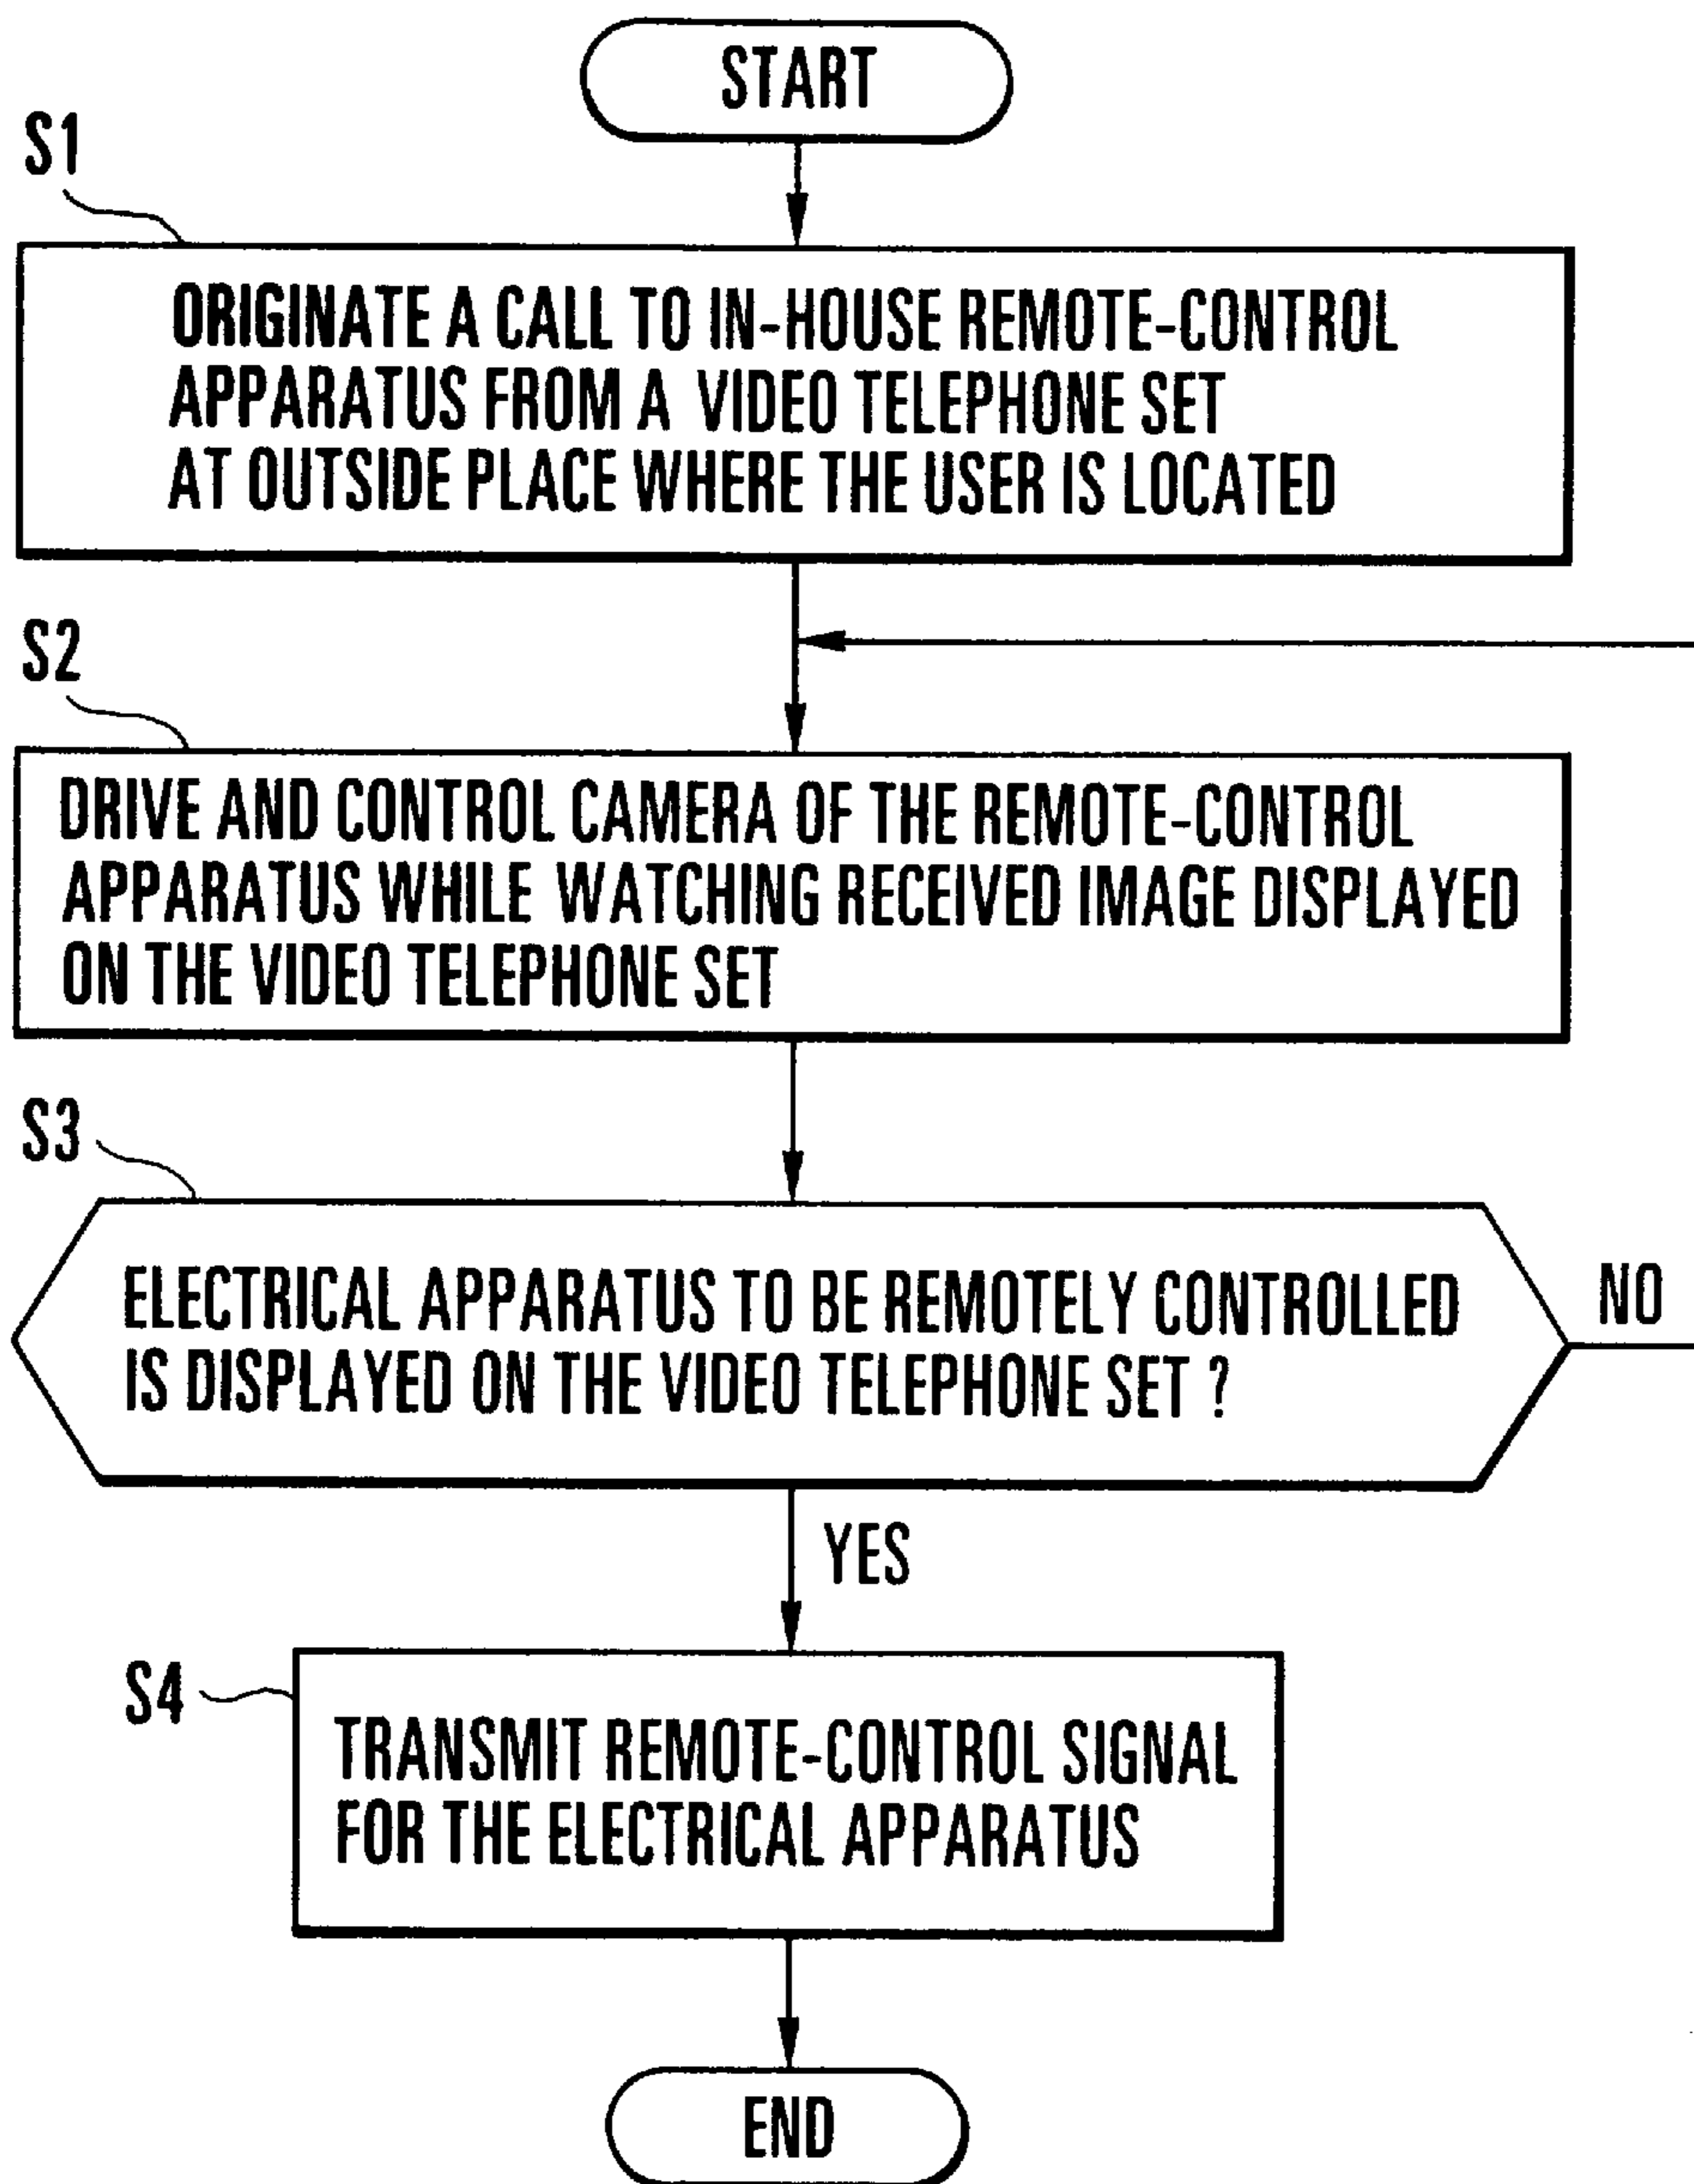 START
S1
ORIGINATE A CALL TO IN-HOUSE REMOTE-CONTROL
APPARATUS FROM A VIDEO TELEPHONE SET
AT OUTSIDE PLACE WHERE THE USER IS LOCATED
S2
DRIVE AND CONTROL CAMERA OF THE REMOTE-CONTROL
APPARATUS WHILE WATCHING RECEIVED IMAGE DISPLAYED
ON THE VIDEO TELEPHONE SET
S3
ELECTRICAL APPARATUS TO BE REMOTELY CONTROLLED
IS DISPLAYED ON THE VIDEO TELEPHONE SET ?
NO
YES
S4
TRANSMIT REMOTE-CONTROL SIGNAL
FOR THE ELECTRICAL APPARATUS
END